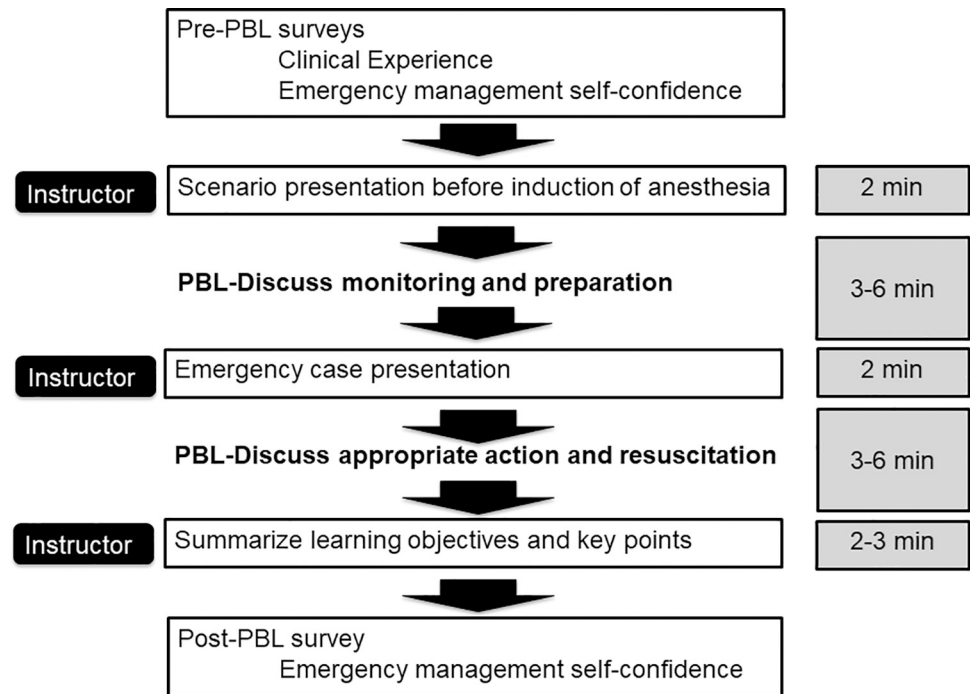 Pre-PBL surveys
Clinical Experience
Emergency management self-confidence
Instructor
Scenario presentation before induction of anesthesia
2 min
PBL-Discuss monitoring and preparation
3-6 min
Instructor
Emergency case presentation
2 min
PBL-Discuss appropriate action and resuscitation
3-6 min
Instructor
Summarize learning objectives and key points
2-3 min
Post-PBL survey
Emergency management self-confidence